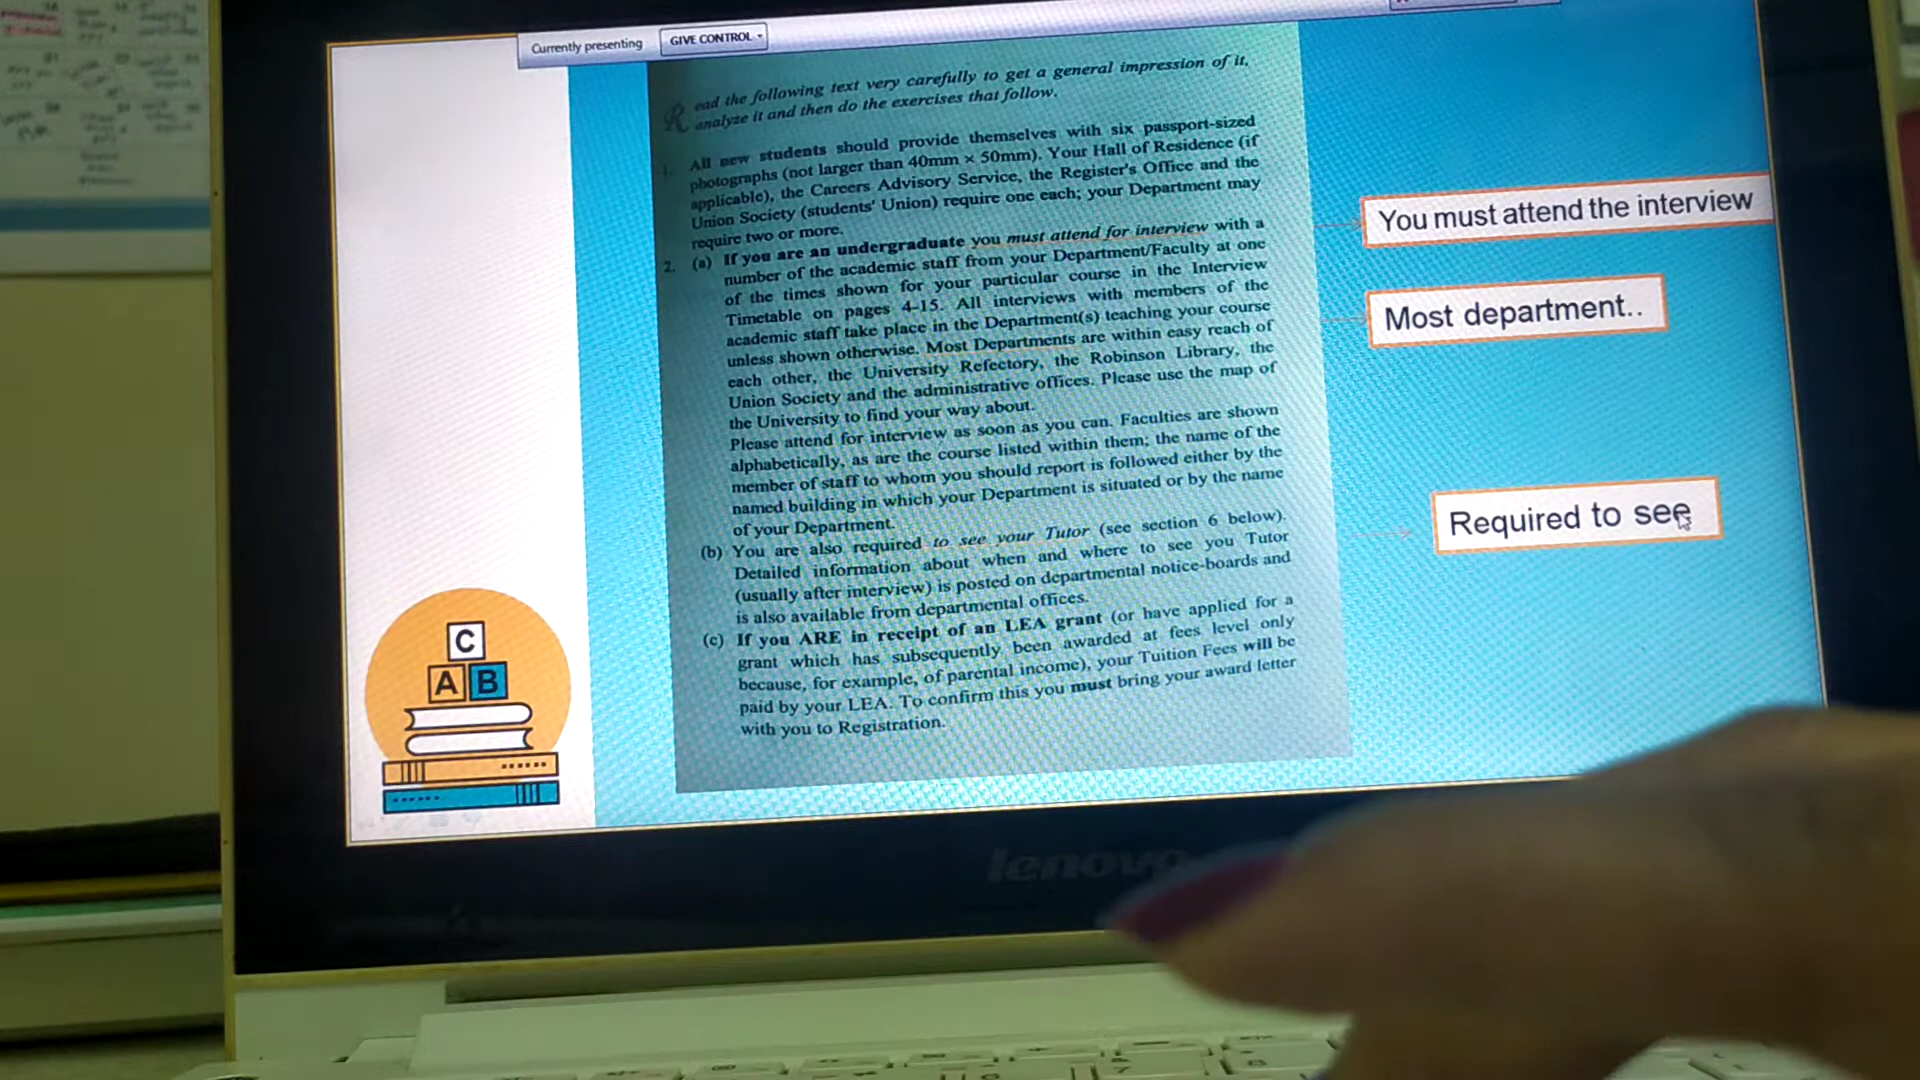 Currently presenting
GIVE CONTROL
Read the following text very carefully to get a general impression of it,
analyze it and then do the exercises that follow.
1. All new students should provide themselves with six passport-sized
photographs (not larger than 40mm × 50mm). Your Hall of Residence (if
applicable), the Careers Advisory Service, the Register's Office and the
Union Society (students' Union) require one each; your Department may
require two or more.
2. (a) If you are an undergraduate you must attend for interview with a
number of the academic staff from your Department/Faculty at one
of the times shown for your particular course in the Interview
Timetable on pages 4-15. All interviews with members of the
academic staff take place in the Department(s) teaching your course
unless shown otherwise. Most Departments are within easy reach of
each other, the University Refectory, the Robinson Library, the
Union Society and the administrative offices. Please use the map of
the University to find your way about.
Please attend for interview as soon as you can. Faculties are shown
alphabetically, as are the course listed within them; the name of the
member of staff to whom you should report is followed either by the
named building in which your Department is situated or by the name
of your Department.
(b) You are also required to see your Tutor (see section 6 below).
Detailed information about when and where to see you Tutor
(usually after interview) is posted on departmental notice-boards and
is also available from departmental offices.
(c) If you ARE in receipt of an LEA grant (or have applied for a
grant which has subsequently been awarded at fees level only
because, for example, of parental income), your Tuition Fees will be
paid by your LEA. To confirm this you must bring your award letter
with you to Registration.
You must attend the interview
Most department..
Required to see
C
A B
lenovo